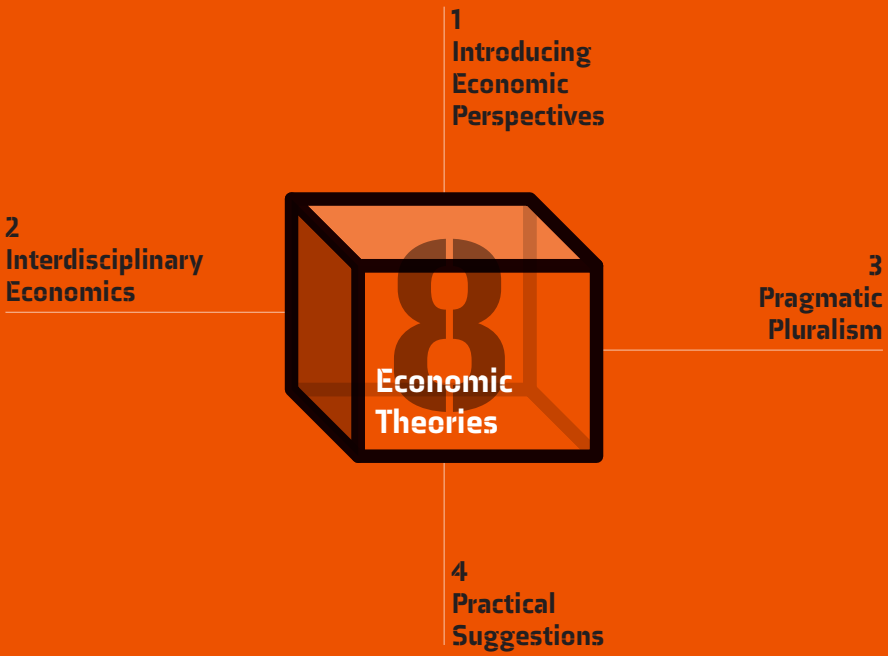 1
Introducing
Economic
Perspectives
2
Interdisciplinary
Economics
3
Pragmatic
Pluralism
8
Economic
Theories
4
Practical
Suggestions